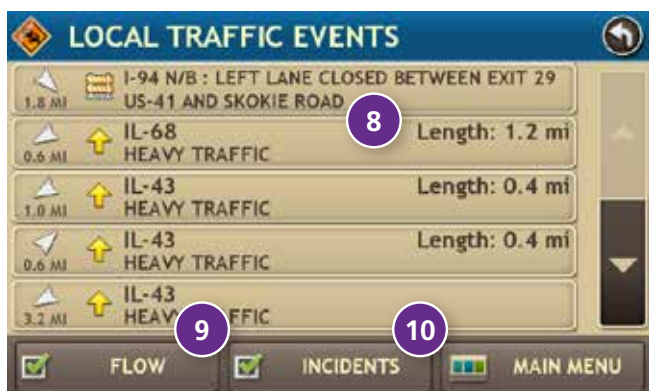 LOCAL TRAFFIC EVENTS
1.8 MI
I-94 N/B : LEFT LANE CLOSED BETWEEN EXIT 29
US-41 AND SKOKIE ROAD
8
0.6 MI
IL-68 Length: 1.2 mi
HEAVY TRAFFIC
1.0 MI
IL-43 Length: 0.4 mi
HEAVY TRAFFIC
0.6 MI
IL-43 Length: 0.4 mi
HEAVY TRAFFIC
3.2 MI
IL-43
9
10
FLOW INCIDENTS MAIN MENU